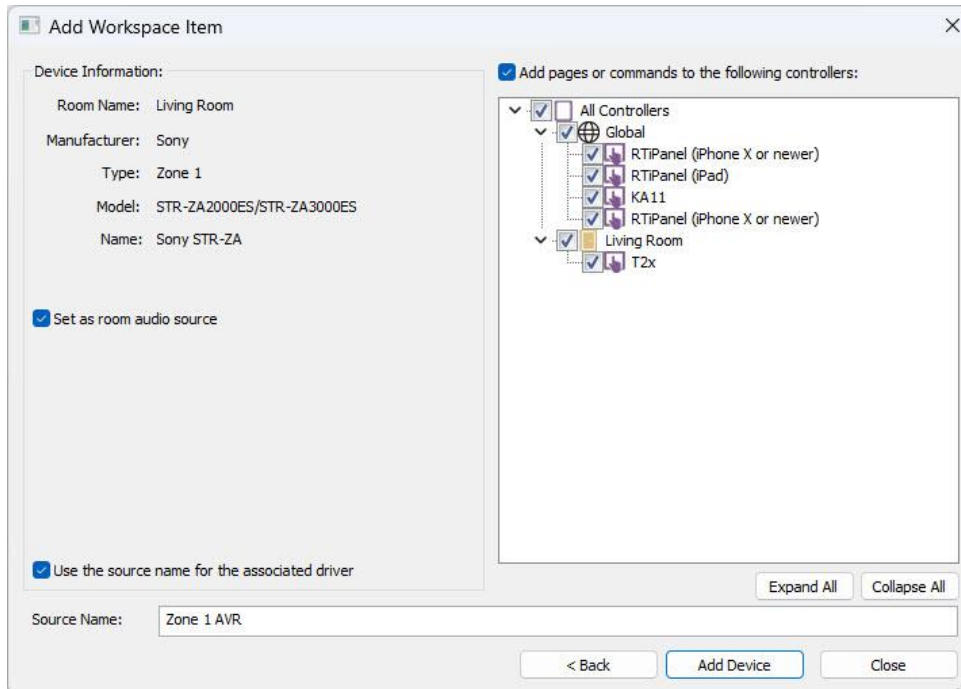 Add Workspace Item
Device Information:
Room Name: Living Room
Manufacturer: Sony
Type: Zone 1
Model: STR-ZA2000ES/STR-ZA3000ES
Name: Sony STR-ZA
Set as room audio source
Use the source name for the associated driver
Add pages or commands to the following controllers:
All Controllers
Global
RTiPanel (iPhone X or newer)
RTiPanel (iPad)
KA11
RTiPanel (iPhone X or newer)
Living Room
T2x
Expand All Collapse All
Source Name: Zone 1 AVR
< Back Add Device Close